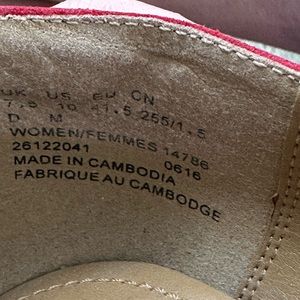 UK US EU CN
7.5 10 41.5 255/1.5
D M
WOMEN/FEMMES 14786
26122041 0616
MADE IN CAMBODIA
FABRIQUE AU CAMBODGE